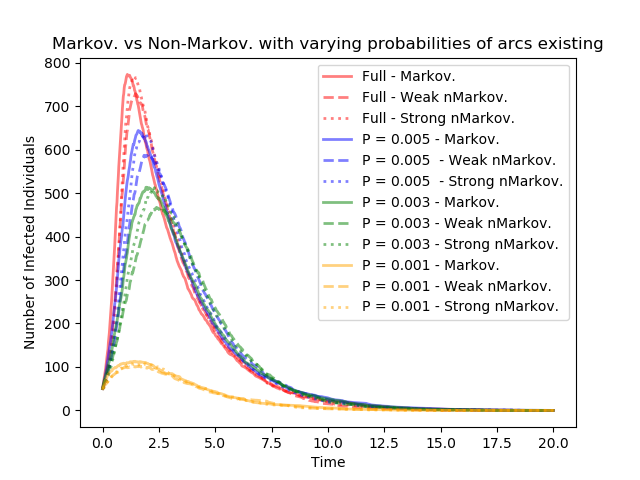 Markov. vs Non-Markov. with varying probabilities of arcs existing
Number of Infected Individuals
800
700
600
500
400
300
200
100
0
Full - Markov.
Full - Weak nMarkov.
Full - Strong nMarkov.
P = 0.005 - Markov.
P = 0.005  - Weak nMarkov.
P = 0.005  - Strong nMarkov.
P = 0.003 - Markov.
P = 0.003 - Weak nMarkov.
P = 0.003 - Strong nMarkov.
P = 0.001 - Markov.
P = 0.001 - Weak nMarkov.
P = 0.001 - Strong nMarkov.
0.0 2.5 5.0 7.5 10.0 12.5 15.0 17.5 20.0
Time